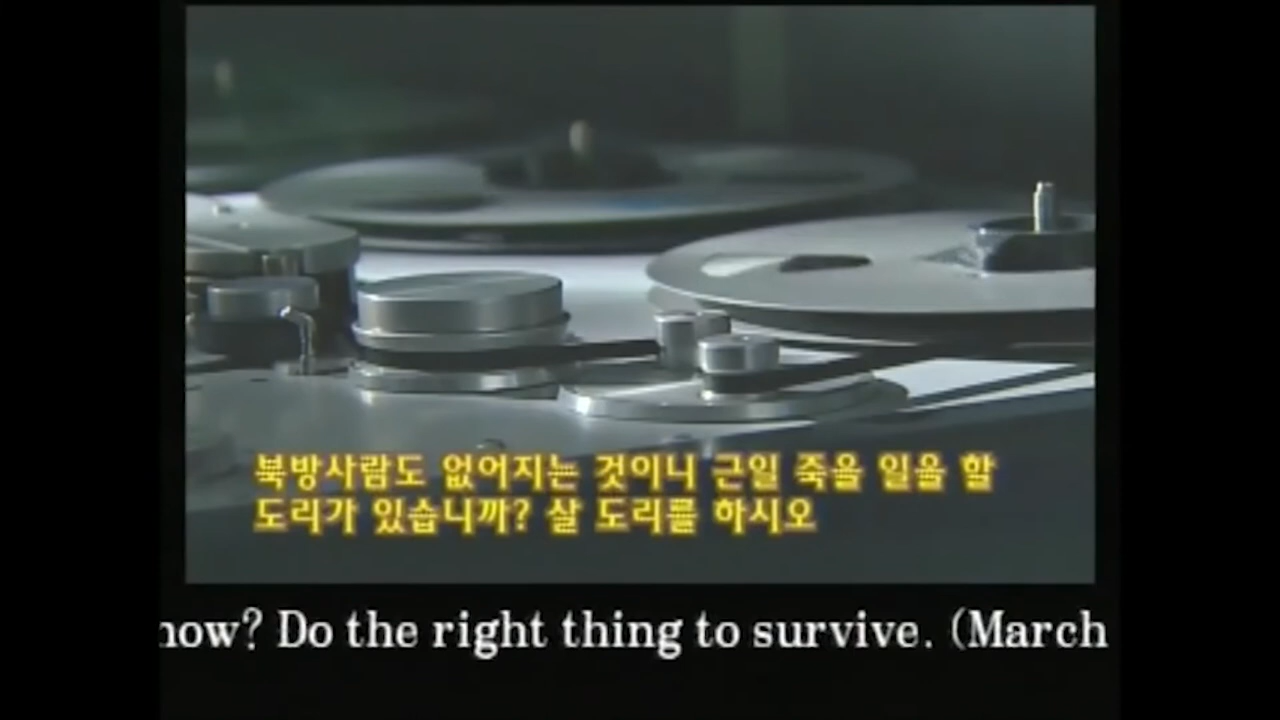 북방사람도 없어지는 것이니 근일 죽을 일을 할
도리가 있습니까? 살 도리를 하시오
now? Do the right thing to survive. (March